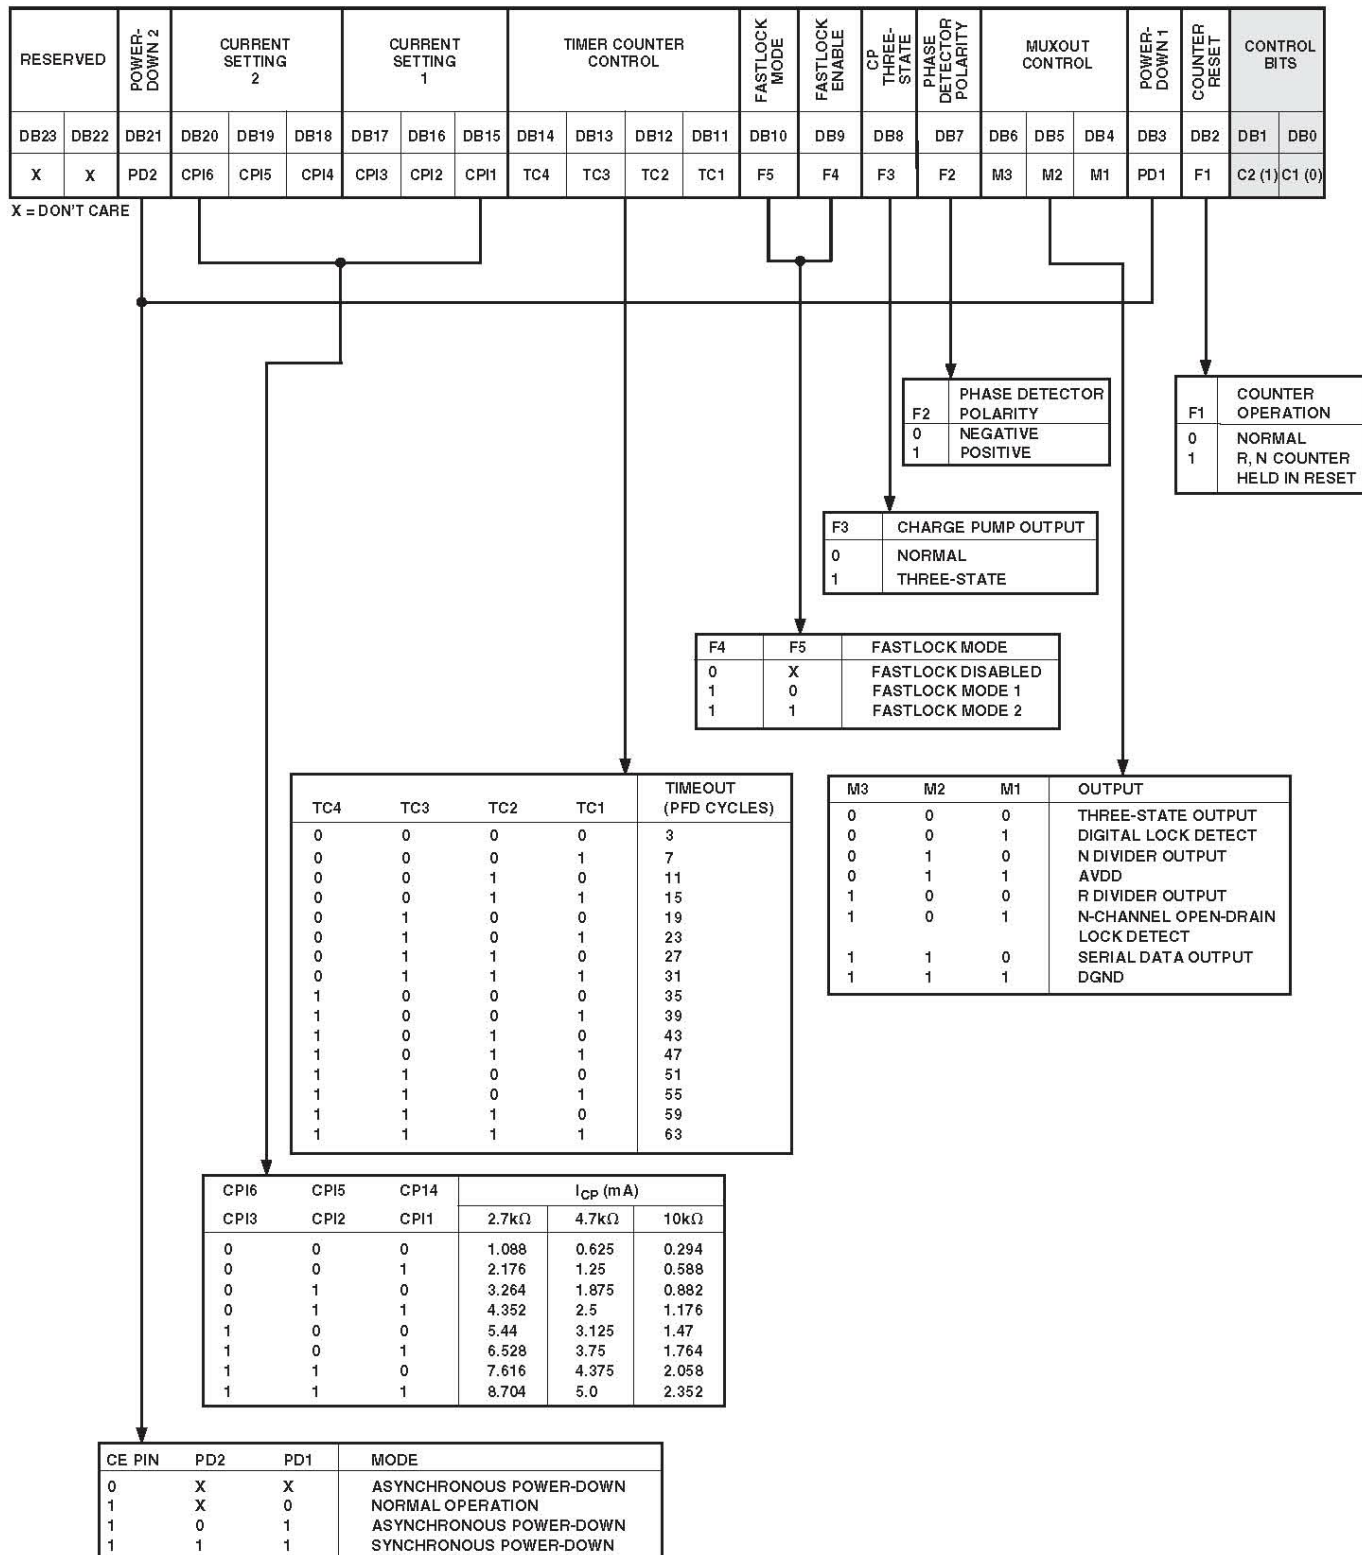 RESERVED
POWER-
DOWN 2
CURRENT
SETTING
2
CURRENT
SETTING
1
TIMER COUNTER
CONTROL
FASTLOCK
MODE
FASTLOCK
ENABLE
CP
THREE-
STATE
PHASE
DETECTOR
POLARITY
MUXOUT
CONTROL
POWER-
DOWN 1
COUNTER
RESET
CONTROL
BITS
DB23 DB22 DB21 DB20 DB19 DB18 DB17 DB16 DB15 DB14 DB13 DB12 DB11 DB10 DB9 DB8 DB7 DB6 DB5 DB4 DB3 DB2 DB1 DB0
X X PD2 CPI6 CPI5 CPI4 CPI3 CPI2 CPI1 TC4 TC3 TC2 TC1 F5 F4 F3 F2 M3 M2 M1 PD1 F1 C2 (1) C1 (0)
X = DON'T CARE
PHASE DETECTOR
F2 POLARITY
0 NEGATIVE
1 POSITIVE
COUNTER
F1 OPERATION
0 NORMAL
1 R, N COUNTER
HELD IN RESET
F3 CHARGE PUMP OUTPUT
0 NORMAL
1 THREE-STATE
F4 F5 FASTLOCK MODE
0 X FASTLOCK DISABLED
1 0 FASTLOCK MODE 1
1 1 FASTLOCK MODE 2
TIMEOUT
TC4 TC3 TC2 TC1 (PFD CYCLES)
0 0 0 0 3
0 0 0 1 7
0 0 1 0 11
0 0 1 1 15
0 1 0 0 19
0 1 0 1 23
0 1 1 0 27
0 1 1 1 31
1 0 0 0 35
1 0 0 1 39
1 0 1 0 43
1 0 1 1 47
1 1 0 0 51
1 1 0 1 55
1 1 1 0 59
1 1 1 1 63
M3 M2 M1 OUTPUT
0 0 0 THREE-STATE OUTPUT
0 0 1 DIGITAL LOCK DETECT
0 1 0 N DIVIDER OUTPUT
0 1 1 AVDD
1 0 0 R DIVIDER OUTPUT
1 0 1 N-CHANNEL OPEN-DRAIN
LOCK DETECT
1 1 0 SERIAL DATA OUTPUT
1 1 1 DGND
CPI6 CPI5 CP14 ICP (mA)
CPI3 CPI2 CPI1 2.7kΩ 4.7kΩ 10kΩ
0 0 0 1.088 0.625 0.294
0 0 1 2.176 1.25 0.588
0 1 0 3.264 1.875 0.882
0 1 1 4.352 2.5 1.176
1 0 0 5.44 3.125 1.47
1 0 1 6.528 3.75 1.764
1 1 0 7.616 4.375 2.058
1 1 1 8.704 5.0 2.352
CE PIN PD2 PD1 MODE
0 X X ASYNCHRONOUS POWER-DOWN
1 X 0 NORMAL OPERATION
1 0 1 ASYNCHRONOUS POWER-DOWN
1 1 1 SYNCHRONOUS POWER-DOWN